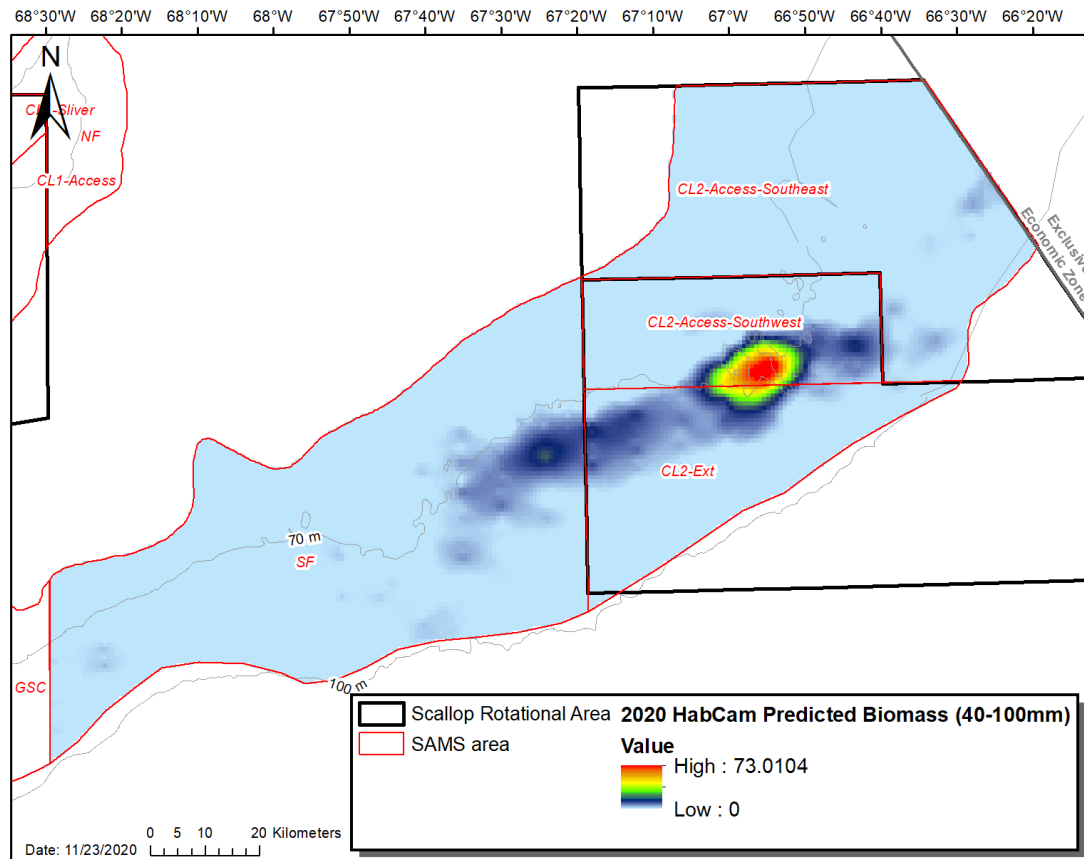 68°30'W 68°20'W 68°10'W 68°W 67°50'W 67°40'W 67°30'W 67°20'W 67°10'W 67°W 66°50'W 66°40'W 66°30'W 66°20'W
N
-Sliver
NF
CL1-Access
CL2-Access-Southeast
Exclusive
Economic Zone
CL2-Access-Southwest
CL2-Ext
70 m
SF
GSC
100 m
Scallop Rotational Area
SAMS area
2020 HabCam Predicted Biomass (40-100mm)
Value
High : 73.0104
Low : 0
Date: 11/23/2020
0 5 10 20 Kilometers